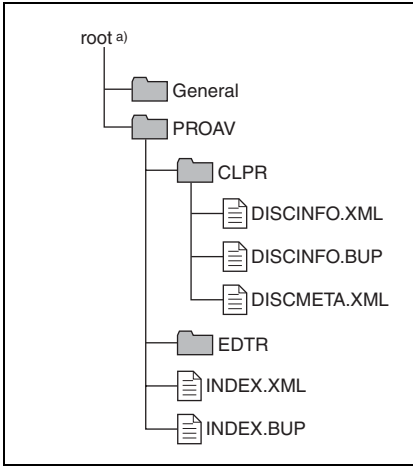 root a)
General
PROAV
CLPR
DISCINFO.XML
DISCINFO.BUP
DISCMETA.XML
EDTR
INDEX.XML
INDEX.BUP